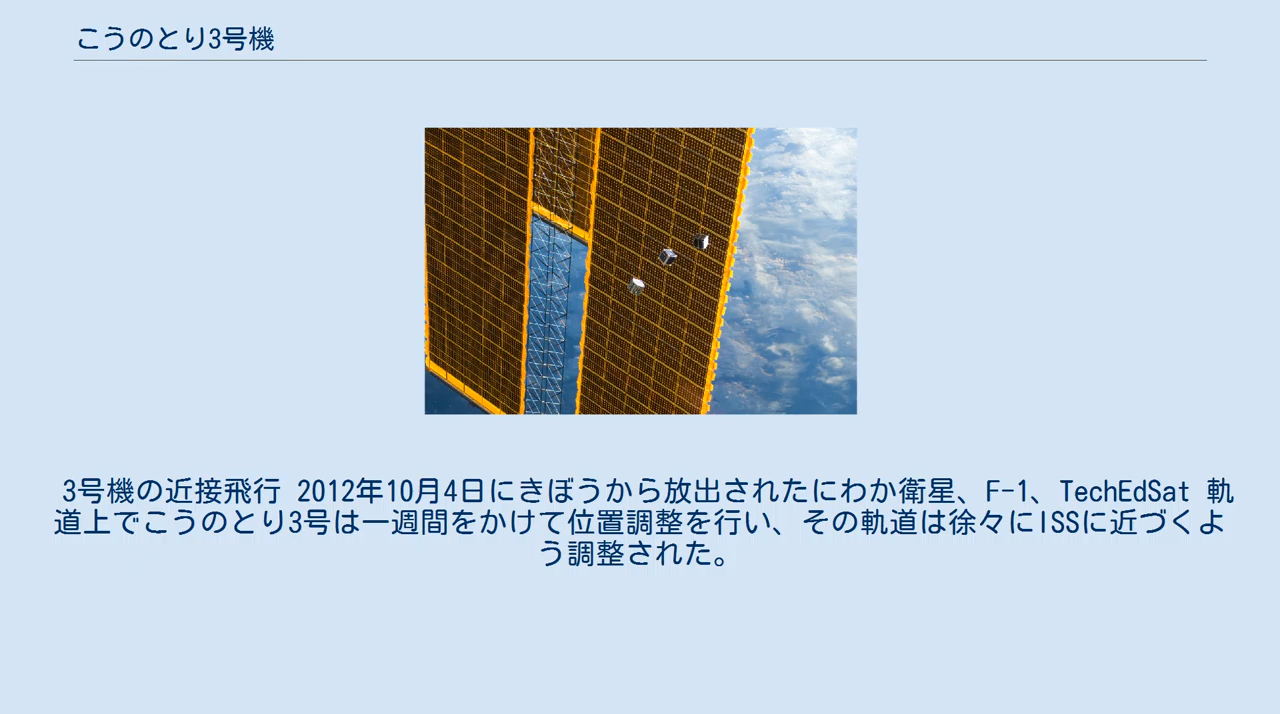 こうのとり3号機
3号機の近接飛行 2012年10月4日にきぼうから放出されたにわか衛星、F-1、TechEdSat 軌
道上でこうのとり3号は一週間をかけて位置調整を行い、その軌道は徐々にISSに近づくよ
う調整された。